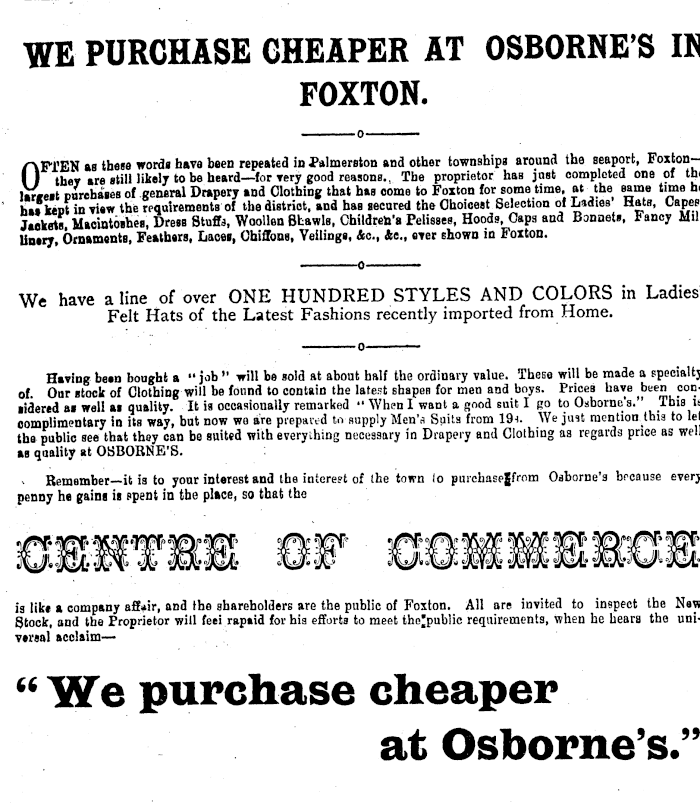 WE PURCHASE CHEAPER AT OSBORNE'S IN
FOXTON.
OFTEN as these words have been repeated in Palmerston and other townships around the seaport, Foxton—
they are still likely to be heard—for very good reasons. The proprietor has just completed one of th
largest purchases of general Drapery and Clothing that has come to Foxton for some time, at the same time h
has kept in view the requirements of the district, and has secured the Choicest Selection of Ladies' Hats, Capes
Jackets, Macintoshes, Dress Stuffs, Woollen Shawls, Children's Pelisses, Hoods, Caps and Bonnets, Fancy Mil
linery, Ornaments, Feathers, Laces, Chiffons, Veilings, &c., &c., ever shown in Foxton.
We have a line of over ONE HUNDRED STYLES AND COLORS in Ladies'
Felt Hats of the Latest Fashions recently imported from Home.
Having been bought a "job" will be sold at about half the ordinary value. These will be made a specialty
of. Our stock of Clothing will be found to contain the latest shapes for men and boys. Prices have been con-
sidered as well as quality. It is occasionally remarked "When I want a good suit I go to Osborne's." This is
complimentary in its way, but now we are prepared to supply Men's Suits from 19s. We just mention this to let
the public see that they can be suited with everything necessary in Drapery and Clothing as regards price as well
as quality at OSBORNE'S.
Remember—it is to your interest and the interest of the town to purchase from Osborne's because every
penny he gains is spent in the place, so that the
CENTRE OF COMMERCE
is like a company affair, and the shareholders are the public of Foxton. All are invited to inspect the New
Stock, and the Proprietor will feel rapaid for his efforts to meet the public requirements, when he hears the uni-
versal acclaim—
"We purchase cheaper
at Osborne's."